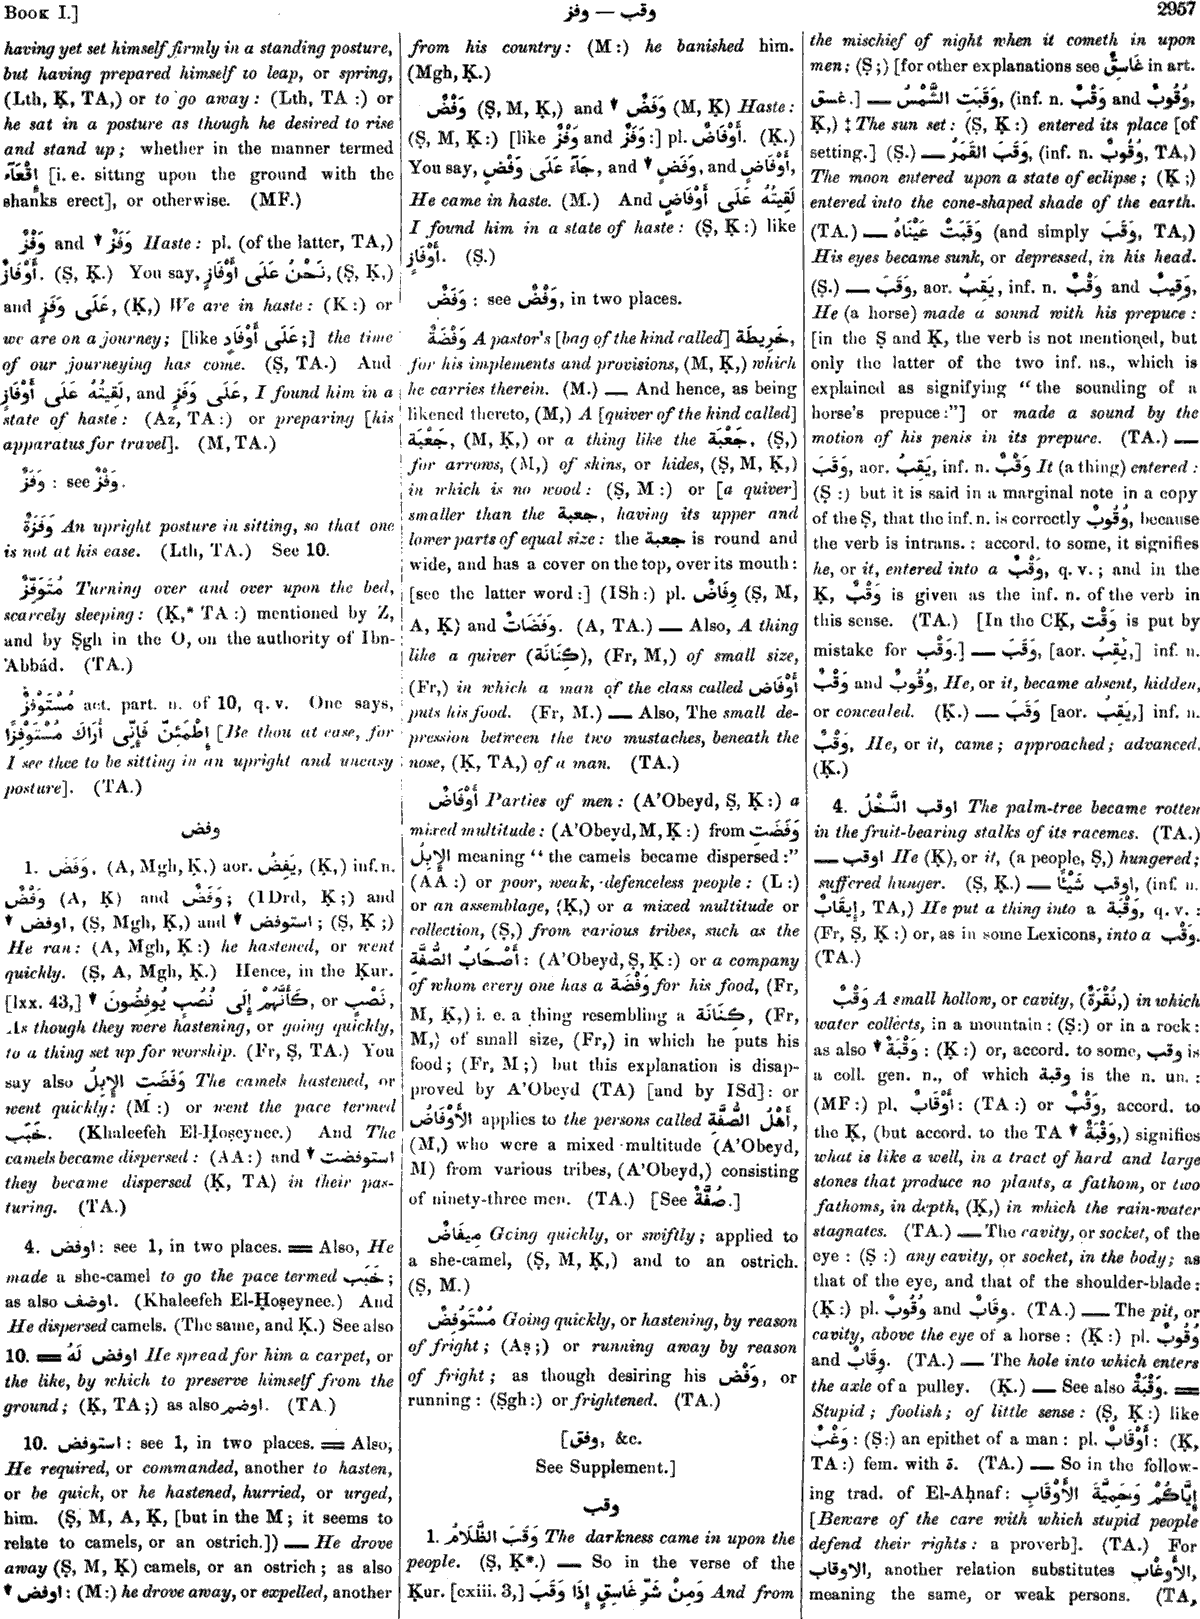 Book I.]
وقب — وفز
2957
having yet set himself firmly in a standing posture,
but having prepared himself to leap, or spring,
(Lth, Ḳ, TA,) or to go away: (Lth, TA:) or
he sat in a posture as though he desired to rise
and stand up; whether in the manner termed
إِقْعَآءٌ [i. e. sitting upon the ground with the
shanks erect], or otherwise. (MF.)
وَفْزٌ and ↑ وَفَزٌ Haste: pl. (of the latter, TA,)
أَوْفَازٌ. (Ṣ, Ḳ.) You say, نَحْنُ عَلَى أَوْفَازٍ, (Ṣ, Ḳ,)
and عَلَى وَفَزٍ, (Ḳ,) We are in haste: (K:) or
we are on a journey; [like عَلَى أَوْفَادٍ;] the time
of our journeying has come. (Ṣ, TA.) And
لَقِيتُهُ عَلَى أَوْفَازٍ, and عَلَى وَفَزٍ, I found him in a
state of haste: (Az, TA:) or preparing [his
apparatus for travel]. (M, TA.)
وَفَزٌ: see وَفْزٌ.
وَفَزَةٌ An upright posture in sitting, so that one
is not at his ease. (Lth, TA.) See 10.
مُتَوَفِّزٌ Turning over and over upon the bed,
scarcely sleeping: (Ḳ,* TA:) mentioned by Z,
and by Ṣgh in the O, on the authority of Ibn-
'Abbád. (TA.)
مُسْتَوْفِزٌ act. part. n. of 10, q. v. One says,
اِطْمَئِنَّ فَإِنِّى أَرَاكَ مُسْتَوْفِزًا [Be thou at ease, for
I see thee to be sitting in an upright and uneasy
posture]. (TA.)
وفض
1. وَفَضَ, (A, Mgh, Ḳ,) aor. يَفِضُ, (Ḳ,) inf. n.
وَفْضٌ (A, Ḳ) and وَفَضٌ; (IDrd, Ḳ;) and
↑ اوفض, (Ṣ, Mgh, Ḳ,) and ↑ استوفض; (Ṣ, Ḳ;)
He ran: (A, Mgh, Ḳ:) he hastened, or went
quickly. (Ṣ, A, Mgh, Ḳ.) Hence, in the Ḳur.
[lxx. 43,] ↑ كَأَنَّهُمْ إِلَى نُصُبٍ يُوفِضُونَ, or نَصْبٍ,
As though they were hastening, or going quickly,
to a thing set up for worship. (Fr, Ṣ, TA.) You
say also وَفَضَتِ الإِبِلُ The camels hastened, or
went quickly: (M:) or went the pace termed
خَبَب. (Khaleefeh El-Ḥoṣeynee.) And The
camels became dispersed: (AA:) and ↑ استوفضت
they became dispersed (Ḳ, TA) in their pas-
turing. (TA.)
4. اوفض: see 1, in two places. ══ Also, He
made a she-camel to go the pace termed خَبَب;
as also اوضف. (Khaleefeh El-Ḥoṣeynee.) And
He dispersed camels. (The same, and Ḳ.) See also
10. ══ اوفض لَهُ He spread for him a carpet, or
the like, by which to preserve himself from the
ground; (Ḳ, TA;) as also اوضم. (TA.)
10. استوفض: see 1, in two places. ══ Also,
He required, or commanded, another to hasten,
or be quick, or he hastened, hurried, or urged,
him. (Ṣ, M, A, Ḳ, [but in the M; it seems to
relate to camels, or an ostrich.]) — He drove
away (Ṣ, M, Ḳ) camels, or an ostrich; as also
↑ اوفض: (M:) he drove away, or expelled, another
from his country: (M:) he banished him.
(Mgh, Ḳ.)
وَفْضٌ (Ṣ, M, Ḳ,) and ↑ وَفَضٌ (M, Ḳ) Haste:
(Ṣ, M, Ḳ:) [like وَفْزٌ and وَفَزٌ:] pl. أَوْفَاضٌ. (Ḳ.)
You say, جَآءَ عَلَى وَفْضٍ, and ↑ وَفَضٍ, and أَوْفَاضٍ,
He came in haste. (M.) And لَقِيتُهُ عَلَى أَوْفَاضٍ
I found him in a state of haste: (Ṣ, Ḳ:) like
أَوْفَازٍ. (Ṣ.)
وَفَضٌ: see وَفْضٌ, in two places.
وَفْضَةٌ A pastor's [bag of the kind called] خَرِيطَة,
for his implements and provisions, (M, Ḳ,) which
he carries therein. (M.) — And hence, as being
likened thereto, (M,) A [quiver of the kind called]
جَعْبَة, (M, Ḳ,) or a thing like the جَعْبَة, (Ṣ,)
for arrows, (M,) of skins, or hides, (Ṣ, M, Ḳ,)
in which is no wood: (Ṣ, M:) or [a quiver]
smaller than the جعبة, having its upper and
lower parts of equal size: the جعبة is round and
wide, and has a cover on the top, over its mouth:
[see the latter word:] (ISh:) pl. وِفَاضٌ (Ṣ, M,
A, Ḳ) and وَفَضَاتٌ. (A, TA.) — Also, A thing
like a quiver (كِنَانَة), (Fr, M,) of small size,
(Fr,) in which a man of the class called أَوْفَاض
puts his food. (Fr, M.) — Also, The small de-
pression between the two mustaches, beneath the
nose, (Ḳ, TA,) of a man. (TA.)
أَوْفَاضٌ Parties of men: (A'Obeyd, Ṣ, Ḳ:) a
mixed multitude: (A'Obeyd, M, Ḳ:) from وَفَضَتِ
الإِبِلُ meaning "the camels became dispersed:"
(AA:) or poor, weak, defenceless people: (L:)
or an assemblage, (Ḳ,) or a mixed multitude or
collection, (Ṣ,) from various tribes, such as the
أَصْحَابُ الصُّفَّةِ: (A'Obeyd, Ṣ, Ḳ:) or a company
of whom every one has a وَفْضَة for his food, (Fr,
M, Ḳ,) i. e. a thing resembling a كِنَانَة, (Fr,
M,) of small size, (Fr,) in which he puts his
food; (Fr, M;) but this explanation is disap-
proved by A'Obeyd (TA) [and by ISd]: or
الأَوْفَاضُ applies to the persons called أَهْلُ الصُّفَّة,
(M,) who were a mixed multitude (A'Obeyd,
M) from various tribes, (A'Obeyd,) consisting
of ninety-three men. (TA.) [See صُفَّةٌ.]
مِيفَاضٌ Going quickly, or swiftly; applied to
a she-camel, (Ṣ, M, Ḳ,) and to an ostrich.
(Ṣ, M.)
مُسْتَوْفِضٌ Going quickly, or hastening, by reason
of fright; (Aṣ;) or running away by reason
of fright; as though desiring his وَفْض, or
running: (Sgh:) or frightened. (TA.)
[وفق, &c.
See Supplement.]
وقب
1. وَقَبَ الظَّلَامُ The darkness came in upon the
people. (Ṣ, Ḳ*.) — So in the verse of the
Ḳur. [cxiii. 3,] وَمِنْ شَرِّ غَاسِقٍ إِذَا وَقَبَ And from
the mischief of night when it cometh in upon
men; (Ṣ;) [for other explanations see غَاسِقٌ in art.
غسق.] — وَقَبَتِ الشَّمْسُ, (inf. n. وَقْبٌ and وُقُوبٌ,
Ḳ,) ‡ The sun set: (Ṣ, Ḳ:) entered its place [of
setting.] (Ṣ.) — وَقَبَ القَمَرُ, (inf. n. وُقُوبٌ, TA,)
The moon entered upon a state of eclipse; (Ḳ;)
entered into the cone-shaped shade of the earth.
(TA.) — وَقَبَتْ عَيْنَاهُ (and simply وَقَبَ, TA,)
His eyes became sunk, or depressed, in his head.
(Ṣ.) — وَقَبَ, aor. يَقِبُ, inf. n. وَقْبٌ and وَقِيبٌ,
He (a horse) made a sound with his prepuce:
[in the Ṣ and Ḳ, the verb is not mentioned, but
only the latter of the two inf. ns., which is
explained as signifying "the sounding of a
horse's prepuce:"] or made a sound by the
motion of his penis in its prepuce. (TA.) —
وَقَبَ, aor. يَقِبُ, inf. n. وَقْبٌ It (a thing) entered:
(Ṣ:) but it is said in a marginal note in a copy
of the Ṣ, that the inf. n. is correctly وُقُوبٌ, because
the verb is intrans.: accord. to some, it signifies
he, or it, entered into a وَقْبٌ, q. v.; and in the
Ḳ, وَقْبٌ is given as the inf. n. of the verb in
this sense. (TA.) [In the CḲ, وَقْت is put by
mistake for وَقْب.] — وَقَبَ, [aor. يَقِبُ,] inf. n.
وَقْبٌ and وُقُوبٌ, He, or it, became absent, hidden,
or concealed. (Ḳ.) — وَقَبَ [aor. يَقِبُ,] inf. n.
وَقْبٌ, He, or it, came; approached; advanced.
(Ḳ.)
4. اوقب النَّخْلُ The palm-tree became rotten
in the fruit-bearing stalks of its racemes. (TA.)
— اوقب He (Ḳ), or it, (a people, Ṣ,) hungered;
suffered hunger. (Ṣ, Ḳ.) — اوقب شَيْئًا, (inf. n.
إِيقَابٌ, TA,) He put a thing into a وَقْبَة, q. v.:
(Fr, Ṣ, Ḳ:) or, as in some Lexicons, into a وَقْب.
(TA.)
وَقْبٌ A small hollow, or cavity, (نُقْرَةٌ,) in which
water collects, in a mountain: (Ṣ:) or in a rock:
as also ↑ وَقْبَةٌ: (Ḳ:) or, accord. to some, وقب is
a coll. gen. n., of which وقبة is the n. un.:
(MF:) pl. أَوْقَابٌ: (TA:) or وَقْبٌ, accord. to
the Ḳ, (but accord. to the TA ↑ وَقْبَةٌ,) signifies
what is like a well, in a tract of hard and large
stones that produce no plants, a fathom, or two
fathoms, in depth, (Ḳ,) in which the rain-water
stagnates. (TA.) — The cavity, or socket, of the
eye: (Ṣ:) any cavity, or socket, in the body; as
that of the eye, and that of the shoulder-blade:
(Ḳ:) pl. وُقُوبٌ and وِقَابٌ. (TA.) — The pit, or
cavity, above the eye of a horse: (Ḳ:) pl. وُقُوبٌ
and وِقَابٌ. (TA.) — The hole into which enters
the axle of a pulley. (Ḳ.) — See also وَقْبَةٌ. ══
Stupid; foolish; of little sense: (Ṣ, Ḳ:) like
وَغْبٌ: (Ṣ:) an epithet of a man: pl. أَوْقَابٌ: (Ḳ,
TA:) fem. with ة. (TA.) — So in the follow-
ing trad. of El-Aḥnaf: إِيَّاكُمْ وَحَمِيَّةَ الأَوْقَابِ
[Beware of the care with which stupid people
defend their rights: a proverb]. (TA.) For
الاوقاب, another relation substitutes الأَوْغَاب,
meaning the same, or weak persons. (TA,